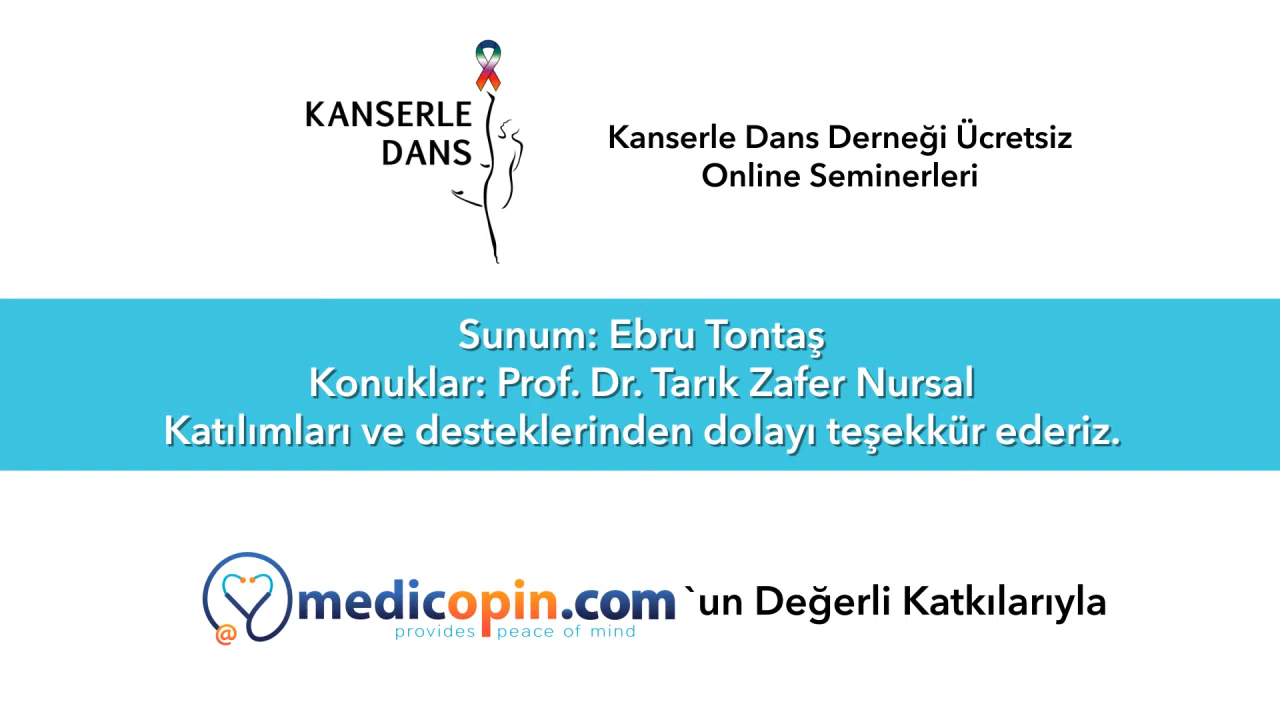 KANSERLE
DANS
Kanserle Dans Derneği Ücretsiz
Online Seminerleri
Sunum: Ebru Tontaş
Konuklar: Prof. Dr. Tarık Zafer Nursal
Katılımları ve desteklerinden dolayı teşekkür ederiz.
@medicopin.com `un Değerli Katkılarıyla
provides peace of mind